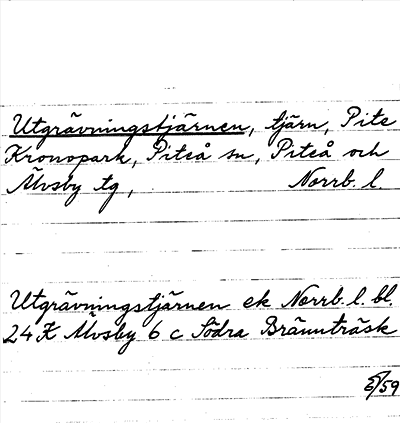 Utgrävningstjärnen, tjärn, Pite
Kronopark, Piteå sn, Piteå och
Älvsby tg, Norrb. l.
Utgrävningstjärnen ek Norrb. l. bl.
24 K Älvsby 6 c Södra Brännträsk
/59